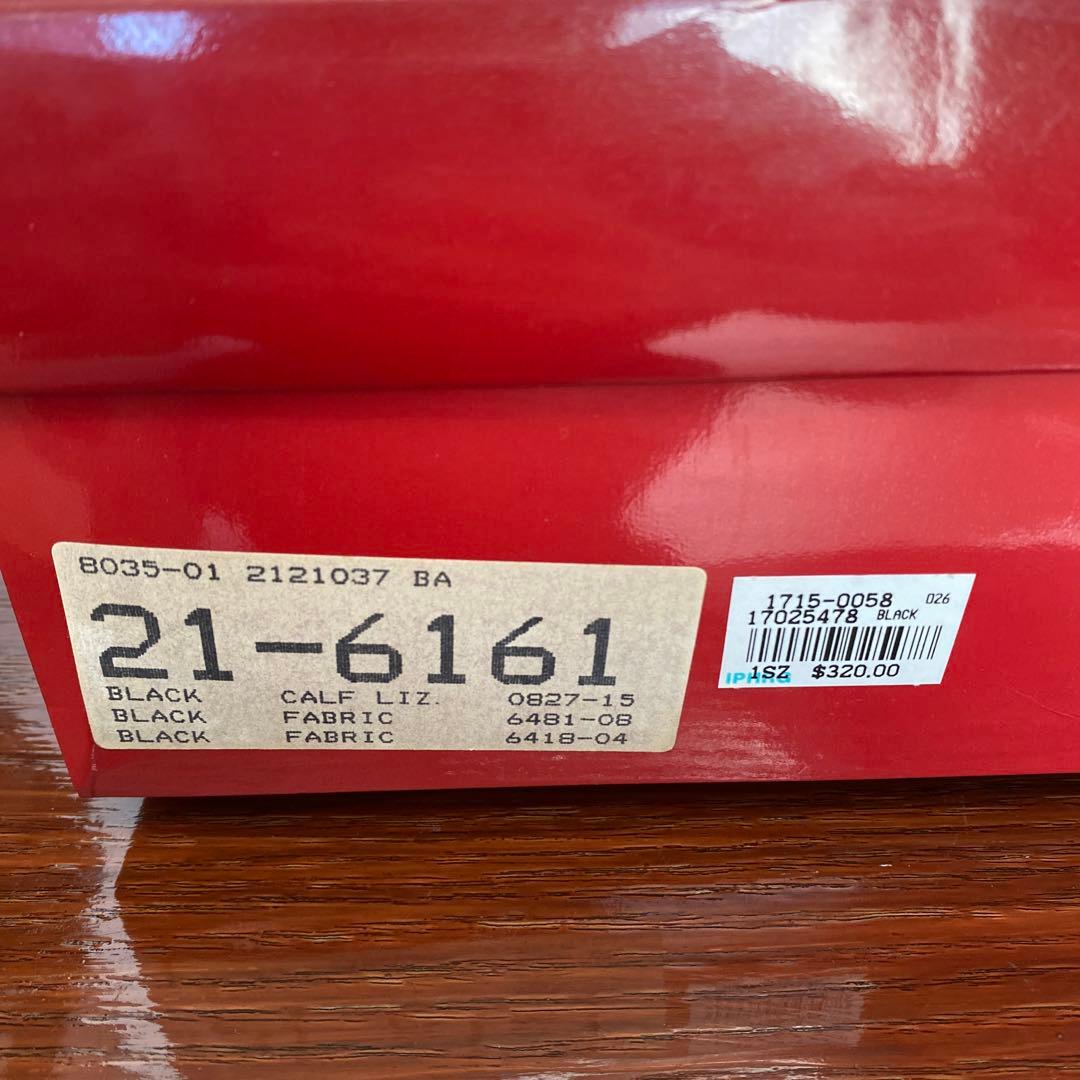 8035-01 2121037 BA
21-6161
BLACK CALF LIZ. 0827-15
BLACK FABRIC 6481-08
BLACK FABRIC 6418-04
1715-0058 026
17025478 BLACK
1SZ $320.00